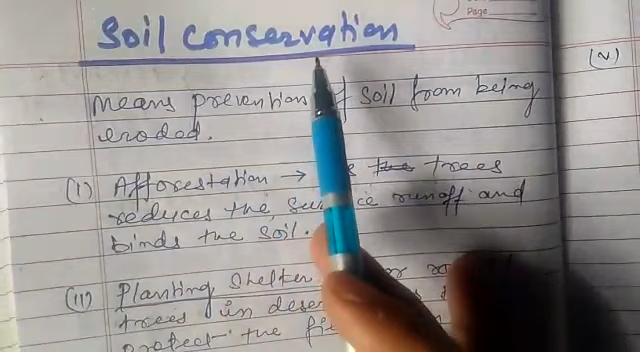 Page
Soil conservation
(v)
means prevention of soil from being
eroded.
(i) Afforestation → trees
reduces the, surface runoff and
binds the soil.
(ii) Planting Shelter
trees in
protect the